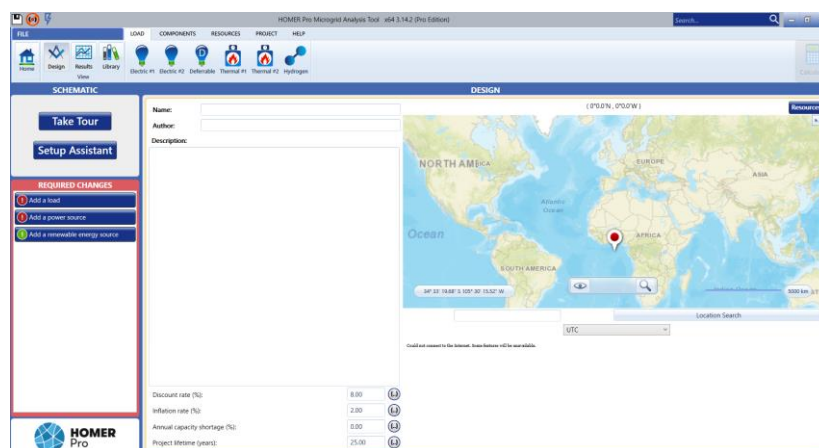 HOMER Pro Microgrid Analysis Tool x64 3.14.2 (Pro Edition)
Search...
FILE
LOAD COMPONENTS RESOURCES PROJECT HELP
Home Design Results Library
View
Electric #1 Electric #2 Deferrable Thermal #1 Thermal #2 Hydrogen
SCHEMATIC
DESIGN
Take Tour
Setup Assistant
REQUIRED CHANGES
Add a load
Add a power source
Add a renewable energy source
HOMER
Pro
Name:
Author:
Description:
Discount rate (%): 8.00
Inflation rate (%): 2.00
Annual capacity shortage (%): 0.00
Project lifetime (years): 25.00
( 0°0.0'N , 0°0.0'W )
Resources
EUROPE
ASIA
Atlantic
Ocean
Ocean
AFRICA
SOUTH AMERICA
6000 km
Location Search
UTC
Could not connect to the Internet. Some features will be unavailable.